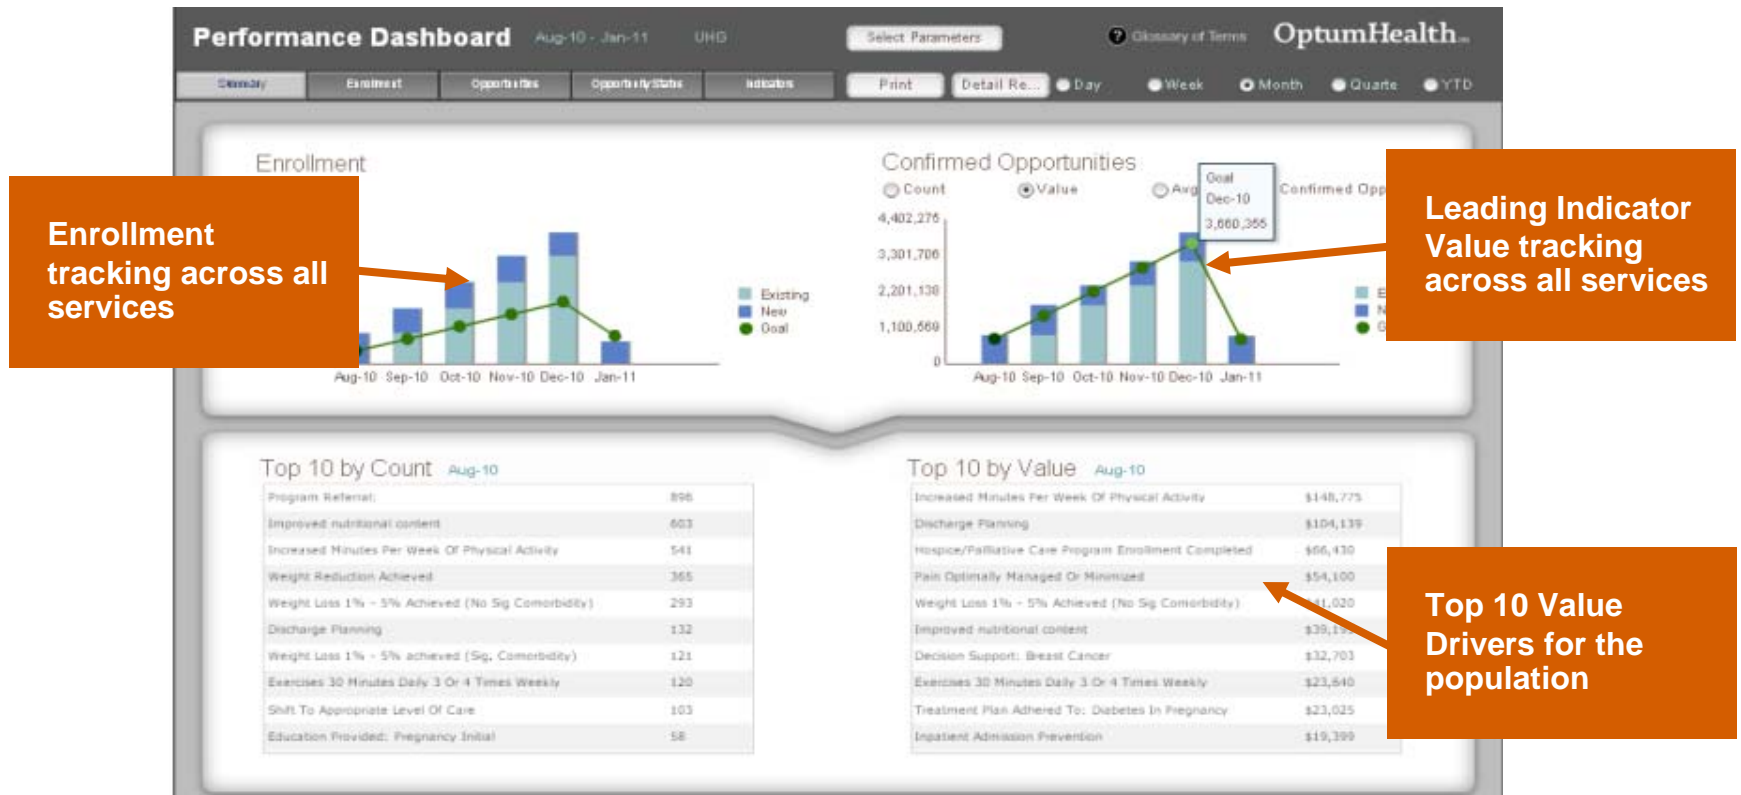 Performance Dashboard Aug-10 - Jan-11 UHG Select Parameters ? Glossary of Terms OptumHealth
Summary Enrollment Opportunities Opportunity Status Indicators Print Detail Re... Day Week Month Quarte YTD
Enrollment
Existing
New
Goal
Aug-10 Sep-10 Oct-10 Nov-10 Dec-10 Jan-11
Confirmed Opportunities
Count Value Avg Confirmed Opp
Goal
Dec-10
3,660,355
4,402,275
3,301,706
2,201,138
1,100,569
0
E
N
G
Aug-10 Sep-10 Oct-10 Nov-10 Dec-10 Jan-11
Enrollment
tracking across all
services
Leading Indicator
Value tracking
across all services
Top 10 by Count Aug-10
Program Referral: 896
Improved nutritional content 603
Increased Minutes Per Week Of Physical Activity 541
Weight Reduction Achieved 365
Weight Loss 1% - 5% Achieved (No Sig Comorbidity) 293
Discharge Planning 132
Weight Loss 1% - 5% achieved (Sig. Comorbidity) 121
Exercises 30 Minutes Daily 3 Or 4 Times Weekly 120
Shift To Appropriate Level Of Care 103
Education Provided: Pregnancy Initial 58
Top 10 by Value Aug-10
Increased Minutes Per Week Of Physical Activity $148,775
Discharge Planning $104,139
Hospice/Palliative Care Program Enrollment Completed $66,430
Pain Optimally Managed Or Minimized $54,100
Weight Loss 1% - 5% Achieved (No Sig Comorbidity) 41,020
Improved nutritional content
Decision Support: Breast Cancer $32,703
Exercises 30 Minutes Daily 3 Or 4 Times Weekly $23,640
Treatment Plan Adhered To: Diabetes In Pregnancy $23,025
Inpatient Admission Prevention $19,399
Top 10 Value
Drivers for the
population